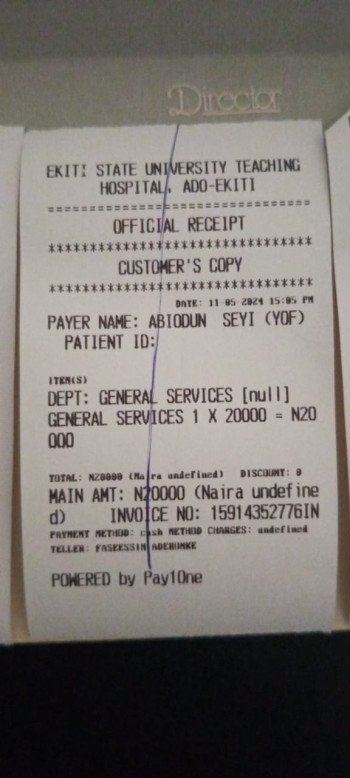 Director
EKITI STATE UNIVERSITY TEACHING
HOSPITAL, ADO-EKITI
================================
OFFICIAL RECEIPT
********************************
CUSTOMER'S COPY
********************************
DATE: 11-05-2024 15:05 PM
PAYER NAME: ABIODUN SEYI (YOF)
PATIENT ID:
ITEM(S)
DEPT: GENERAL SERVICES [null]
GENERAL SERVICES 1 X 20000 = N20
000
TOTAL: N20000 (Naira undefined) DISCOUNT: 0
MAIN AMT: N20000 (Naira undefine
d) INVOICE NO: 15914352776IN
PAYMENT METHOD: cash METHOD CHARGES: undefined
TELLER:
POWERED by Pay1One